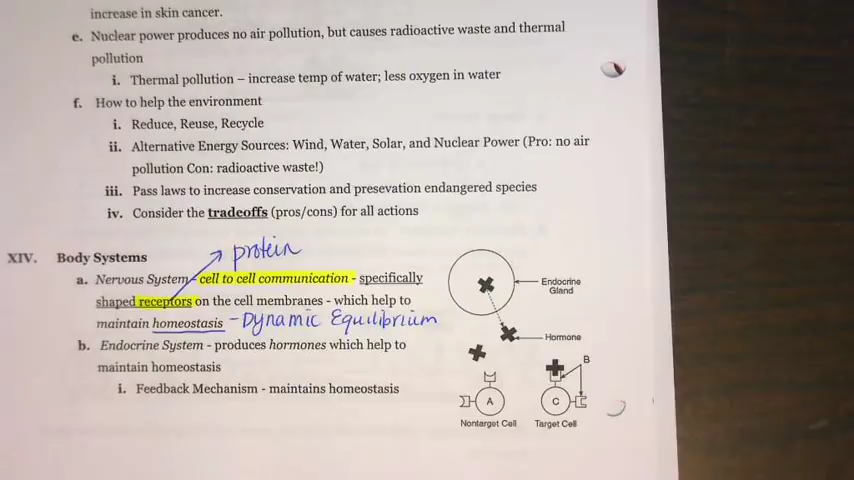 increase in skin cancer.
e. Nuclear power produces no air pollution, but causes radioactive waste and thermal
pollution
i. Thermal pollution – increase temp of water; less oxygen in water
f. How to help the environment
i. Reduce, Reuse, Recycle
ii. Alternative Energy Sources: Wind, Water, Solar, and Nuclear Power (Pro: no air
pollution Con: radioactive waste!)
iii. Pass laws to increase conservation and presevation endangered species
iv. Consider the tradeoffs (pros/cons) for all actions
XIV. Body Systems
protein
a. Nervous System - cell to cell communication - specifically
shaped receptors on the cell membranes - which help to
maintain homeostasis - Dynamic Equilibrium
b. Endocrine System - produces hormones which help to
maintain homeostasis
i. Feedback Mechanism - maintains homeostasis
Endocrine
Gland
Hormone
B
A
C
Nontarget Cell
Target Cell